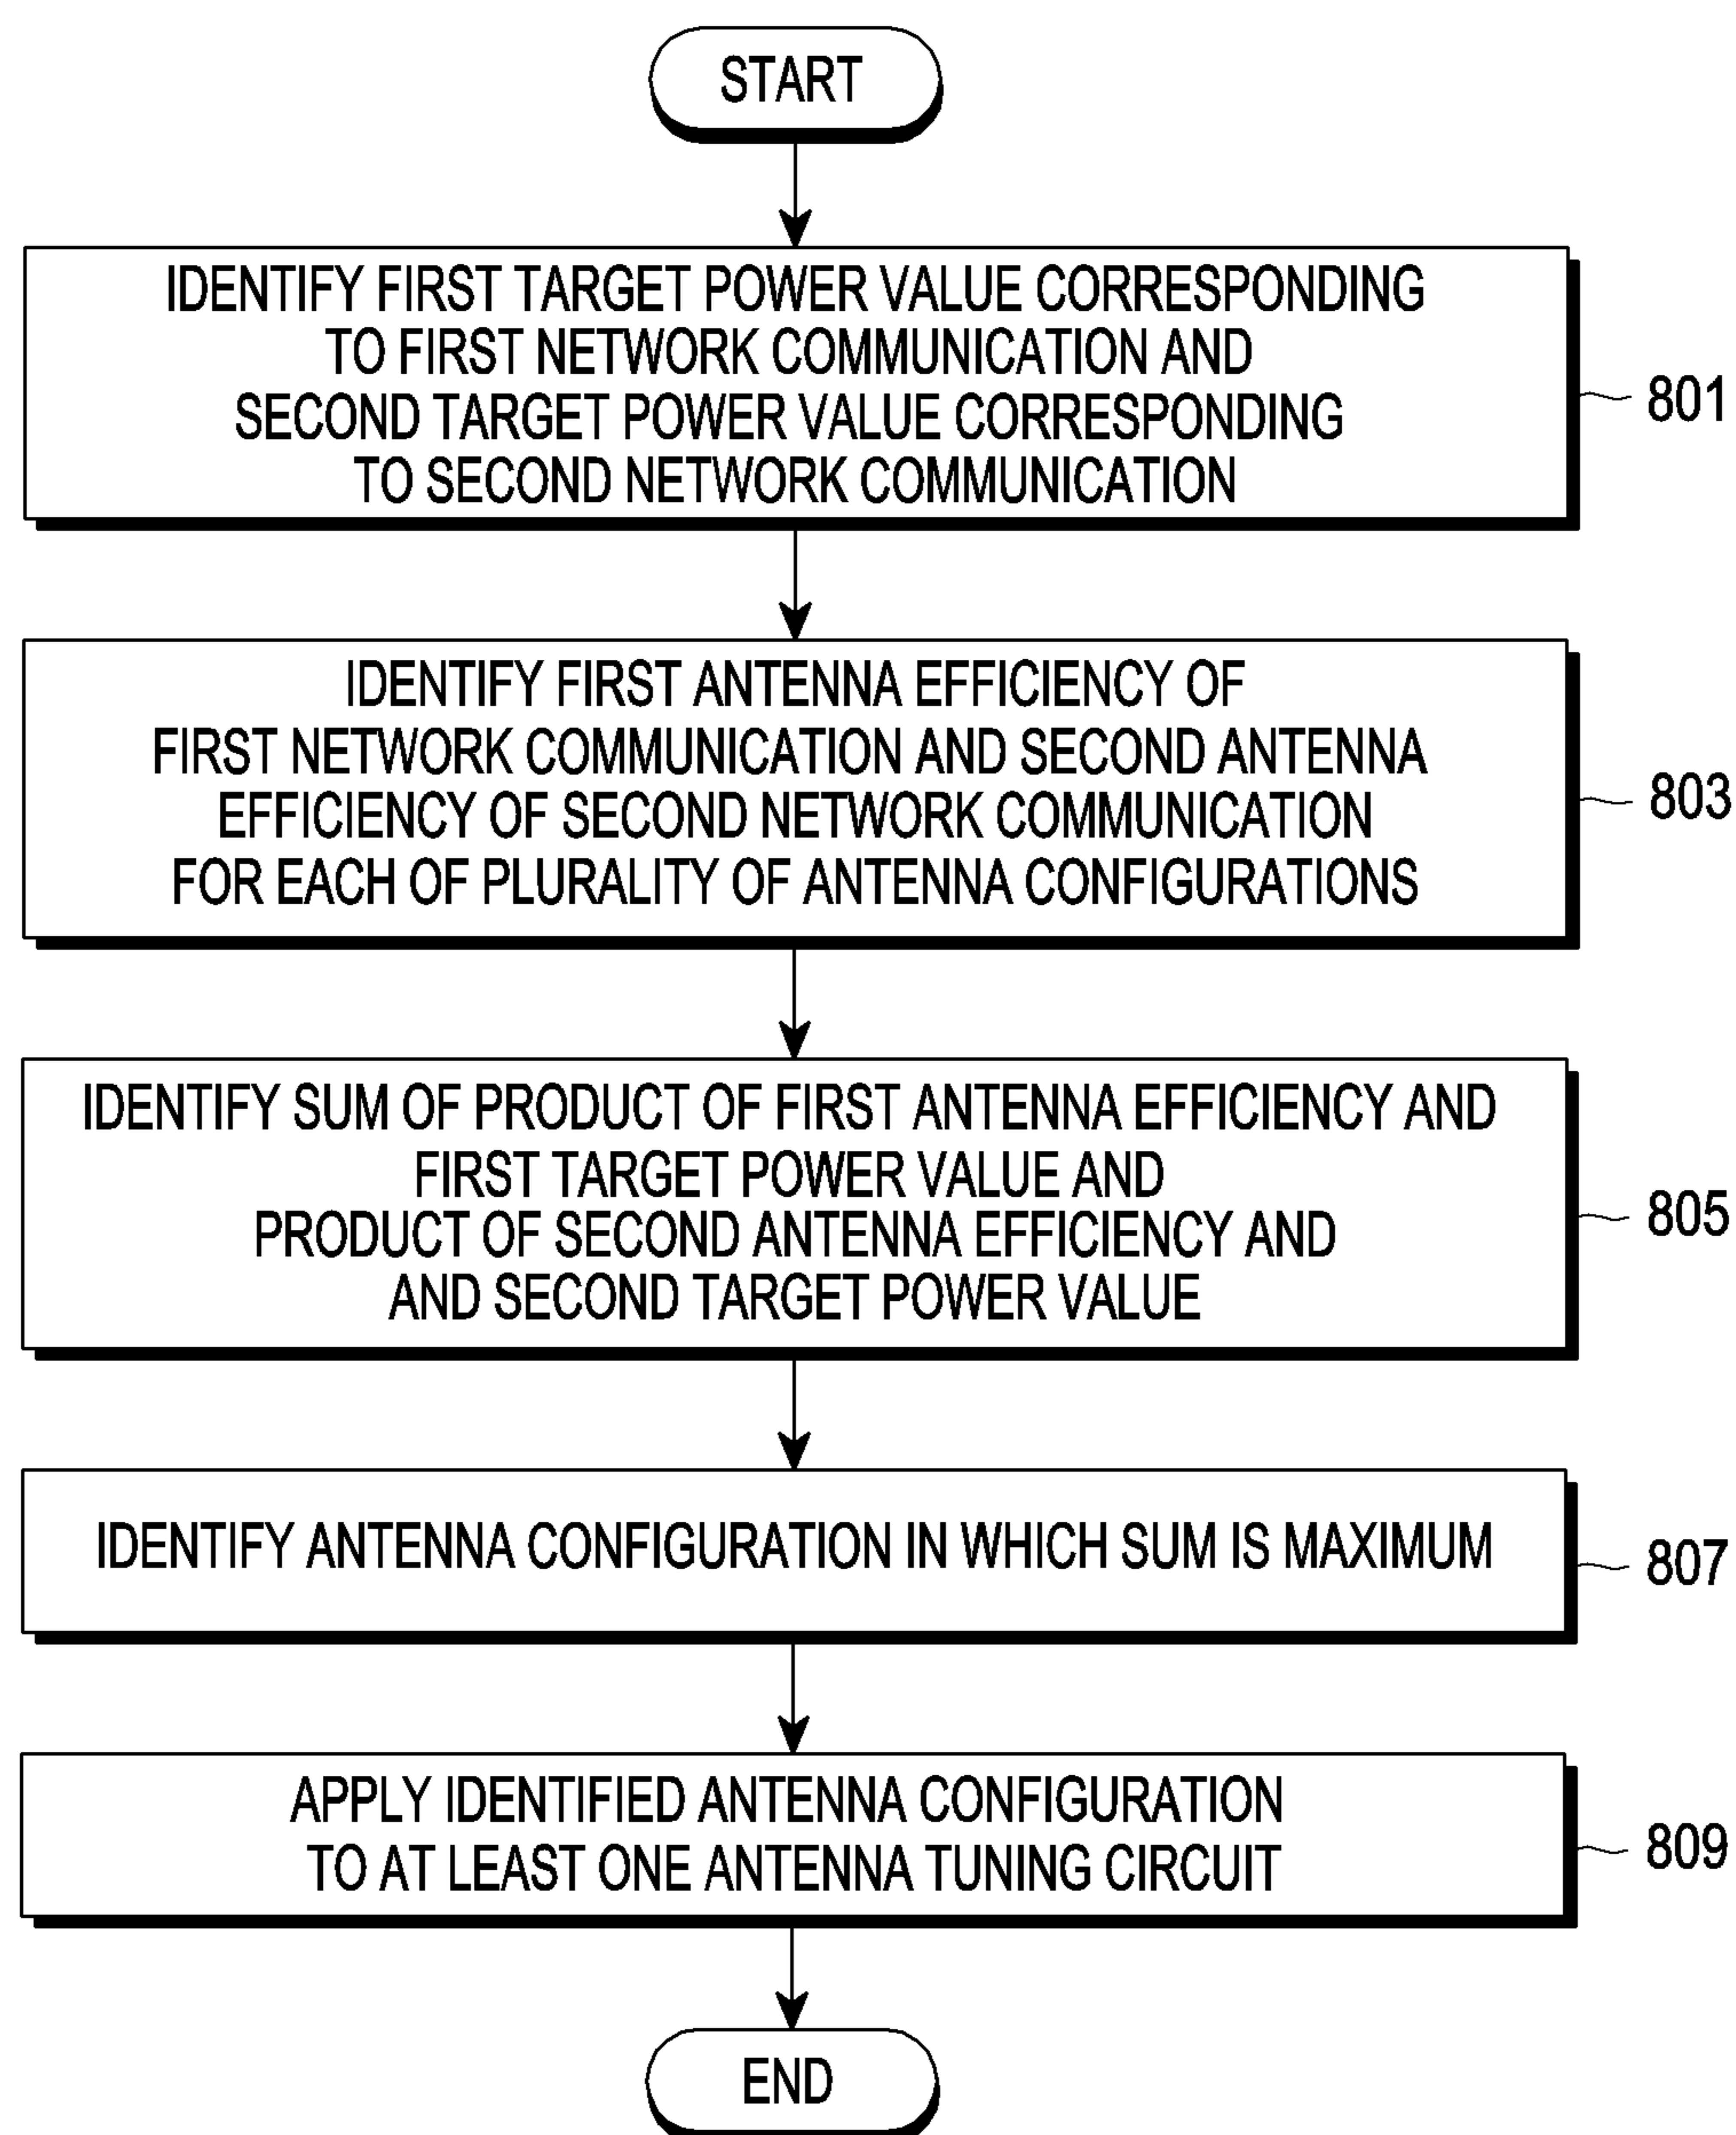 START
IDENTIFY FIRST TARGET POWER VALUE CORRESPONDING
TO FIRST NETWORK COMMUNICATION AND
SECOND TARGET POWER VALUE CORRESPONDING
TO SECOND NETWORK COMMUNICATION
801
IDENTIFY FIRST ANTENNA EFFICIENCY OF
FIRST NETWORK COMMUNICATION AND SECOND ANTENNA
EFFICIENCY OF SECOND NETWORK COMMUNICATION
FOR EACH OF PLURALITY OF ANTENNA CONFIGURATIONS
803
IDENTIFY SUM OF PRODUCT OF FIRST ANTENNA EFFICIENCY AND
FIRST TARGET POWER VALUE AND
PRODUCT OF SECOND ANTENNA EFFICIENCY AND
AND SECOND TARGET POWER VALUE
805
IDENTIFY ANTENNA CONFIGURATION IN WHICH SUM IS MAXIMUM
807
APPLY IDENTIFIED ANTENNA CONFIGURATION
TO AT LEAST ONE ANTENNA TUNING CIRCUIT
809
END